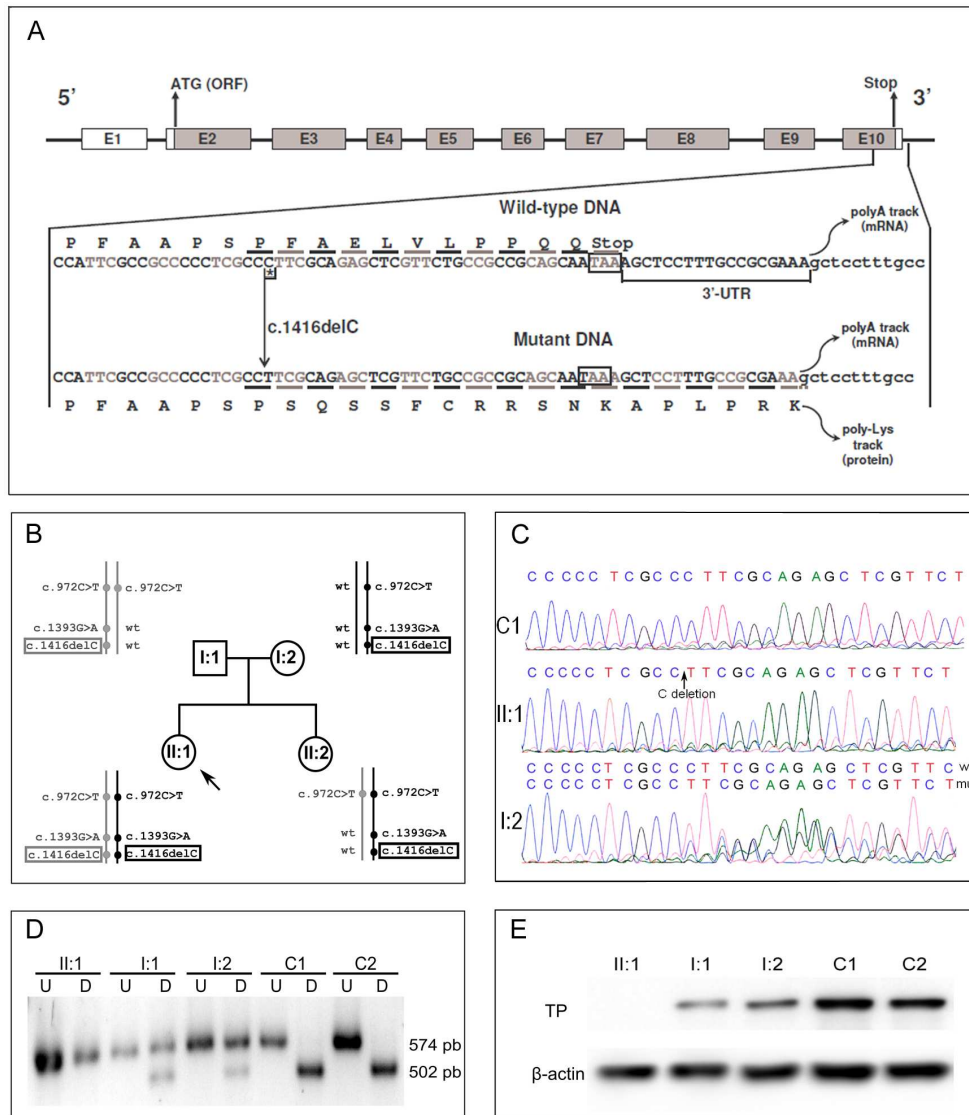 A
ATG (ORF)
Stop
5’
3’
E1 E2 E3 E4 E5 E6 E7 E8 E9 E10
Wild-type DNA
polyA track
(mRNA)
P F A A P S P F A E L V L P P Q Q Stop
CCATTCGCCGCCCCCTCGCCCTTCGCAGAGCTCGTTCTGCCGCCGCAGCAATAAAGCTCCTTTGCCGCGAAAgctcctttgcc
*
3’-UTR
c.1416delC
Mutant DNA
polyA track
(mRNA)
CCATTCGCCGCCCCCTCGCCTTCGCAGAGCTCGTTCTGCCGCCGCAGCAATAAAGCTCCTTTGCCGCGAAAgctcctttgcc
P F A A P S P S Q S S F C R R S N K A P L P R K
poly-Lys
track
(protein)
B
c.972C>T c.972C>T
c.1393G>A wt
c.1416delC wt
wt c.972C>T
wt c.1393G>A
wt c.1416delC
I:1 I:2
II:1 II:2
c.972C>T c.972C>T
c.1393G>A c.1393G>A
c.1416delC c.1416delC
c.972C>T c.972C>T
wt c.1393G>A
wt c.1416delC
C
C C C C C T C G C C C T T C G C A G A G C T C G T T C T
C1
C C C C C T C G C C T T C G C A G A G C T C G T T C T
C deletion
II:1
C C C C C T C G C C C T T C G C A G A G C T C G T T C w
C C C C C T C G C C T T C G C A G A G C T C G T T C T mu
I:2
D
II:1 I:1 I:2 C1 C2
U D U D U D U D U D
574 pb
502 pb
E
II:1 I:1 I:2 C1 C2
TP
β-actin